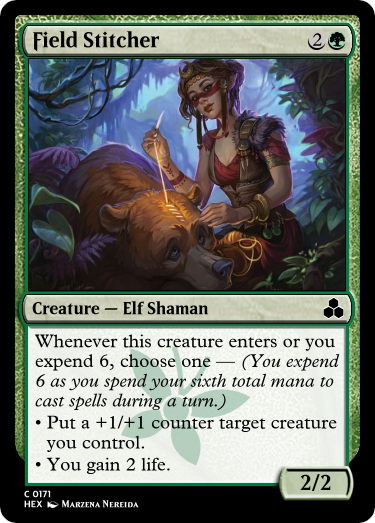 Field Stitcher 2
Creature — Elf Shaman
Whenever this creature enters or you
expend 6, choose one — (You expend
6 as you spend your sixth total mana to
cast spells during a turn.)
• Put a +1/+1 counter target creature
you control.
• You gain 2 life.
2/2
C 0171
HEX Marzena Nereida